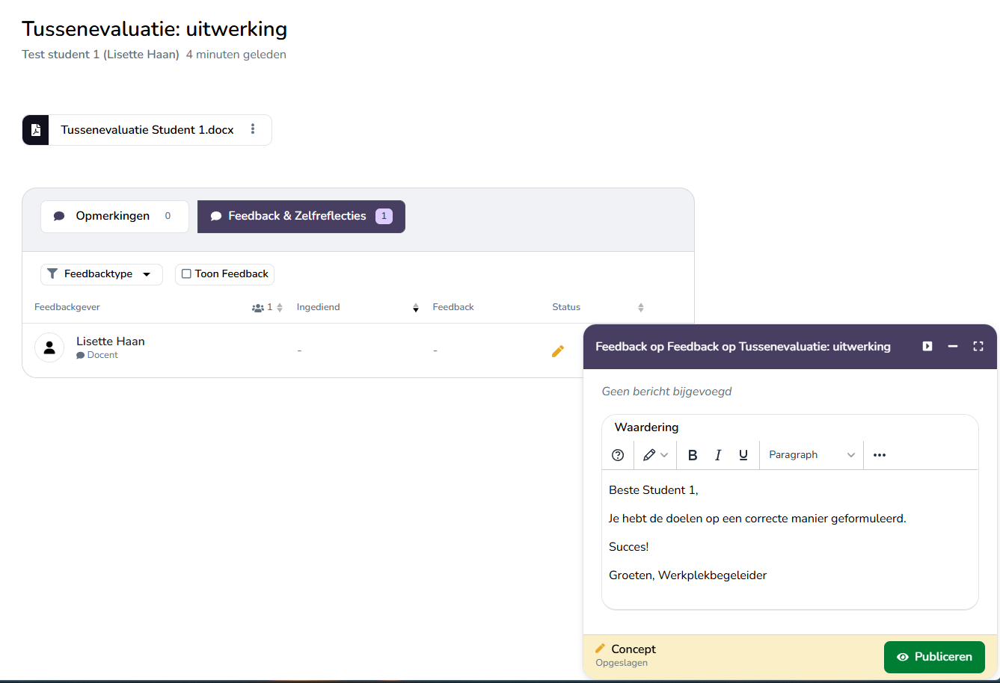 Tussenevaluatie: uitwerking
Test student 1 (Lisette Haan) 4 minuten geleden
Tussenevaluatie Student 1.docx
Opmerkingen 0 Feedback & Zelfreflecties 1
Feedbacktype Toon Feedback
Feedbackgever 1 Ingediend Feedback Status
Lisette Haan
Docent - -
Feedback op Feedback op Tussenevaluatie: uitwerking
Geen bericht bijgevoegd
Waardering
B I U Paragraph
Beste Student 1,
Je hebt de doelen op een correcte manier geformuleerd.
Succes!
Groeten, Werkplekbegeleider
Concept
Opgeslagen
Publiceren